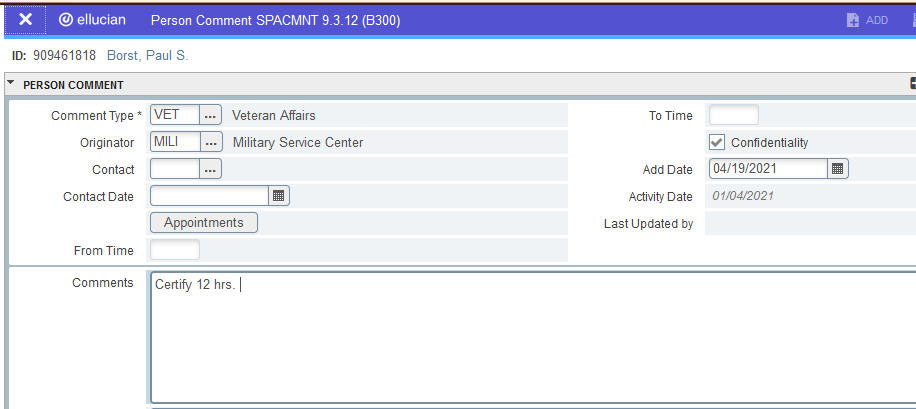 ellucian Person Comment SPACMNT 9.3.12 (B300) ADD
ID: 909461818 Borst, Paul S.
PERSON COMMENT
Comment Type * VET ... Veteran Affairs To Time
Originator MILI ... Military Service Center Confidentiality
Contact ... Add Date 04/19/2021
Contact Date Activity Date 01/04/2021
Appointments Last Updated by
From Time
Comments Certify 12 hrs.